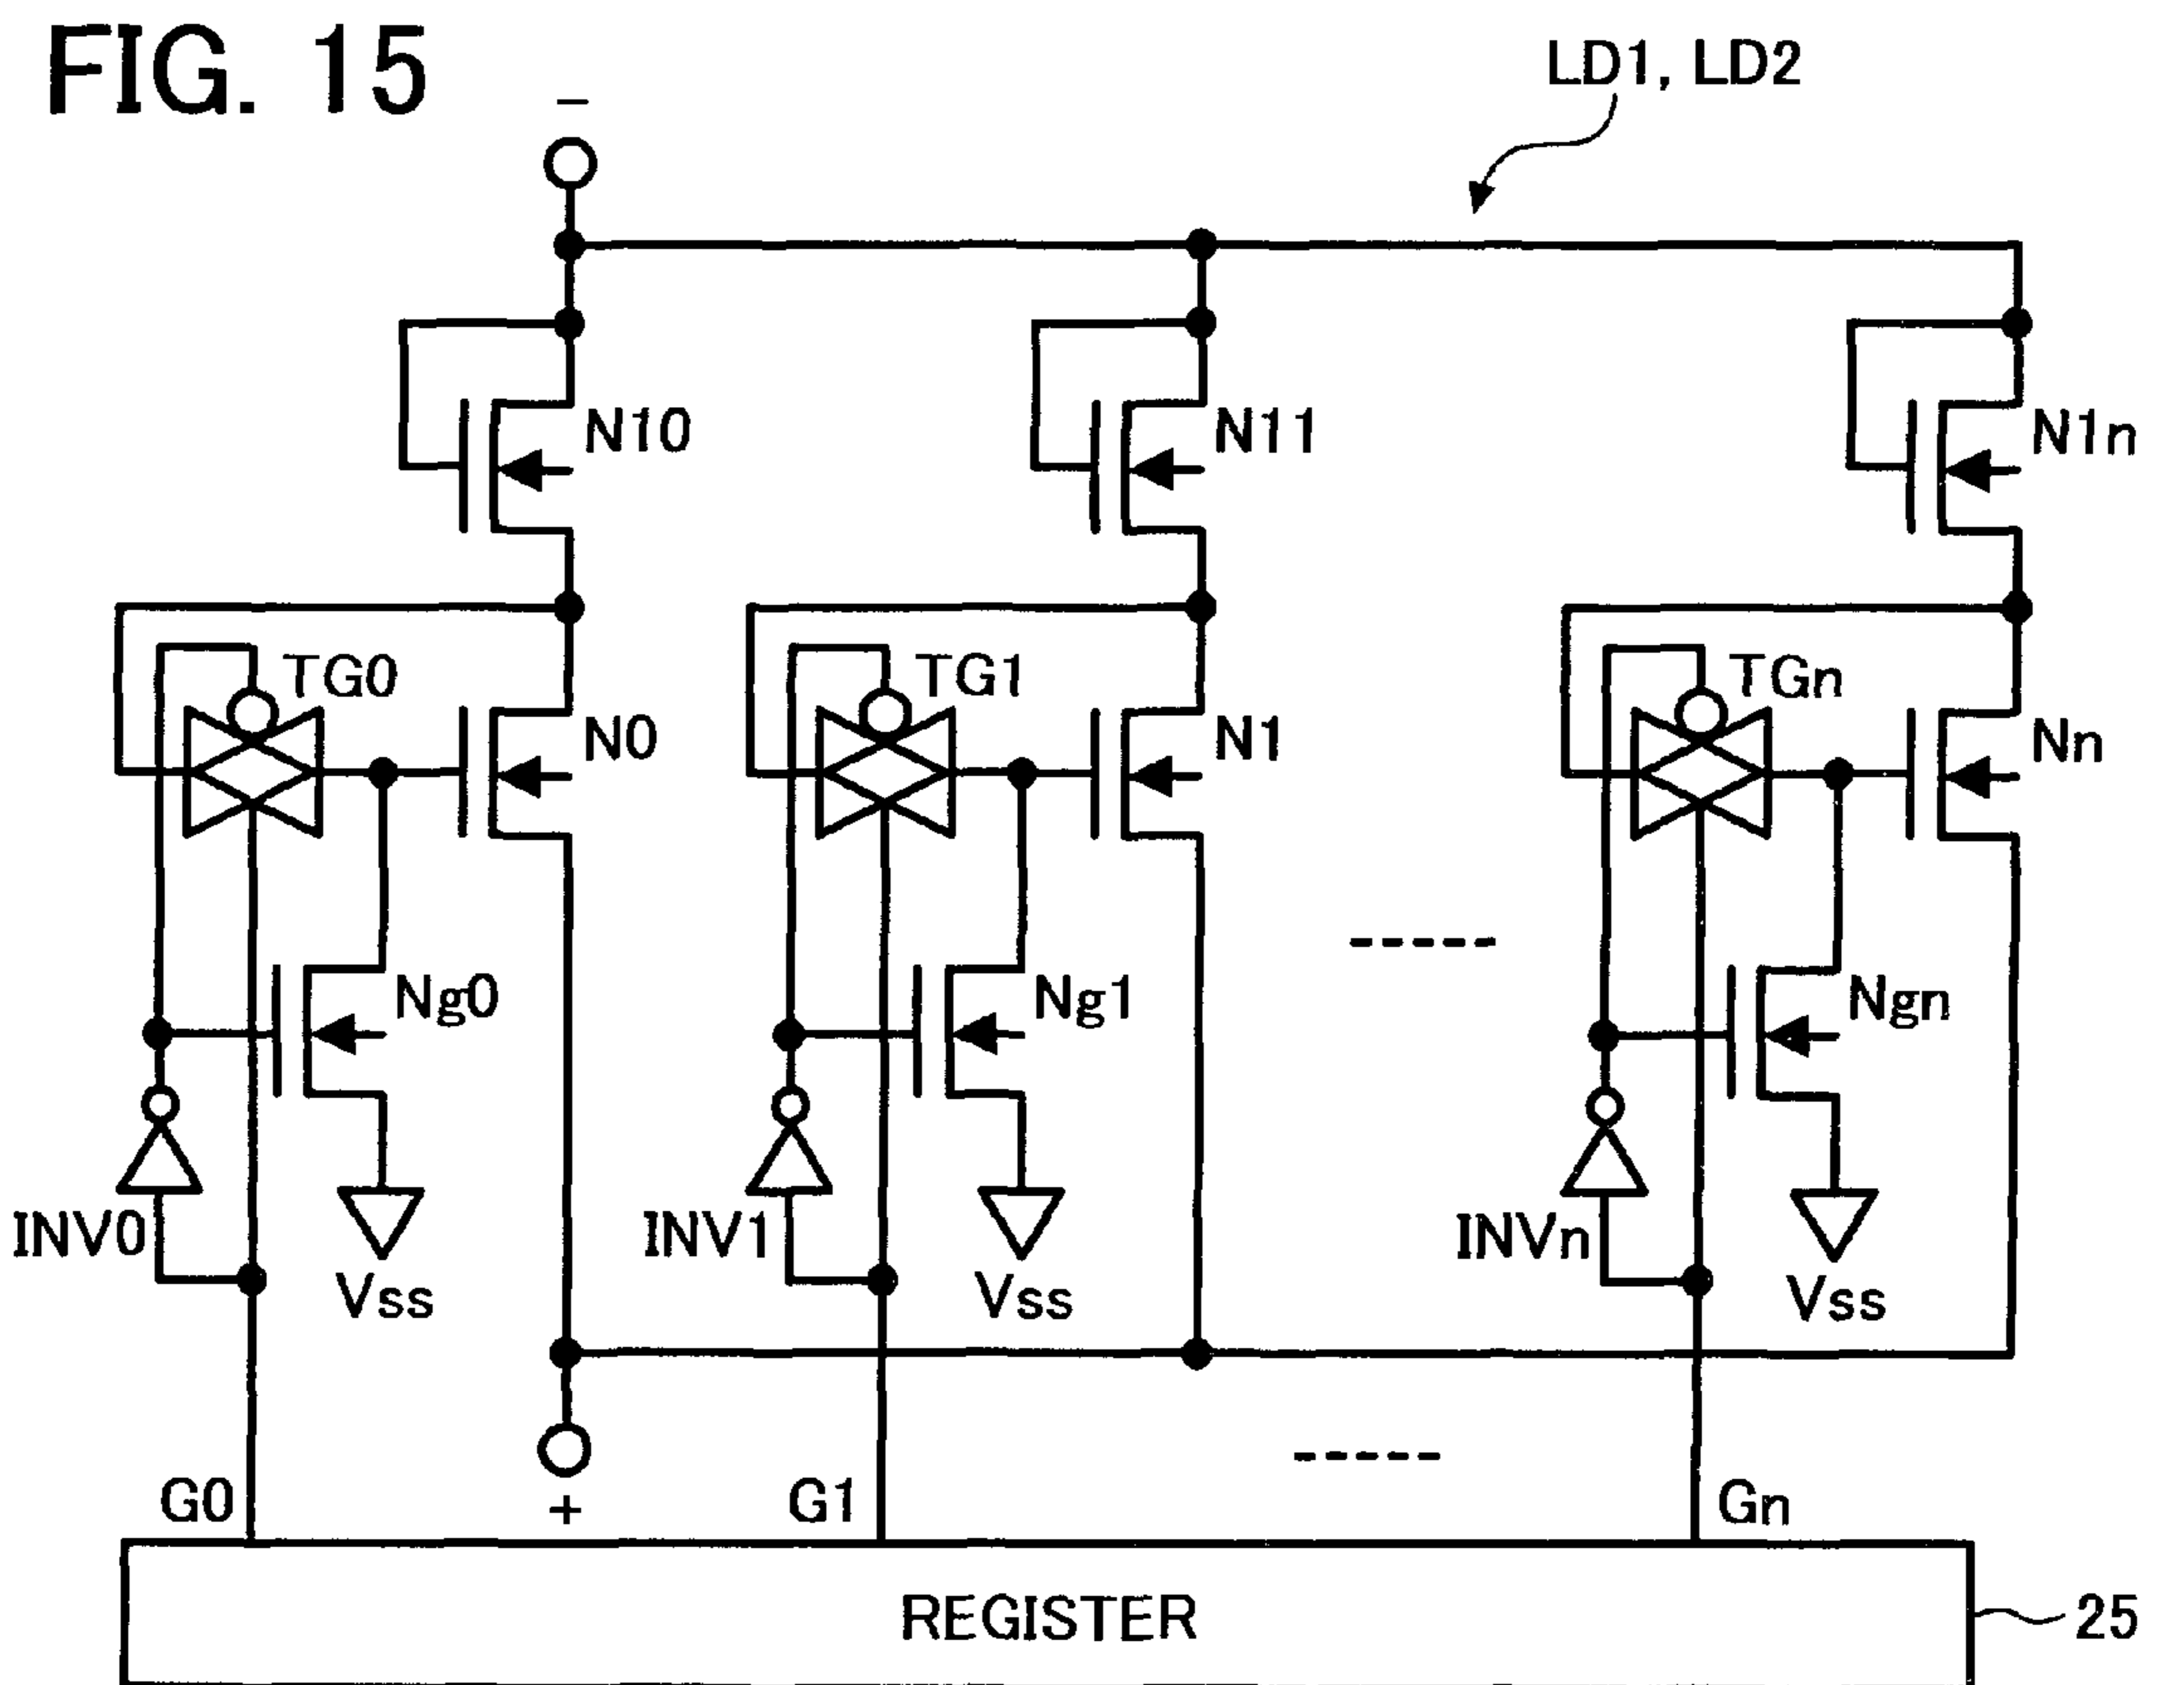 FIG. 15
LD1, LD2
−
N10
N11
N1n
TG0
TG1
TGn
N0
N1
Nn
Ng0
Ng1
Ngn
-----
INV0
INV1
INVn
Vss
Vss
Vss
+
-----
G0
G1
Gn
REGISTER
25